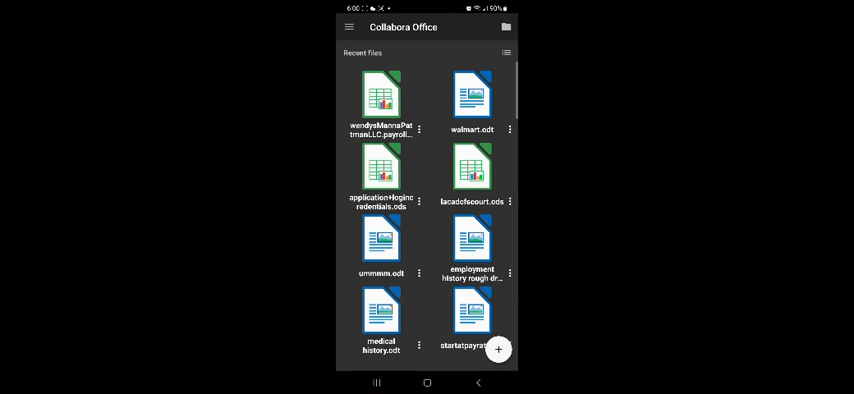 6:00 90%
Collabora Office
Recent files
wendysMannaPat
tmanLLC.payroll...
walmart.odt
application+loginc
redentials.ods
lacadcfscourt.ods
ummmm.odt
employment
history rough dr...
medical
history.odt
startatpayrat